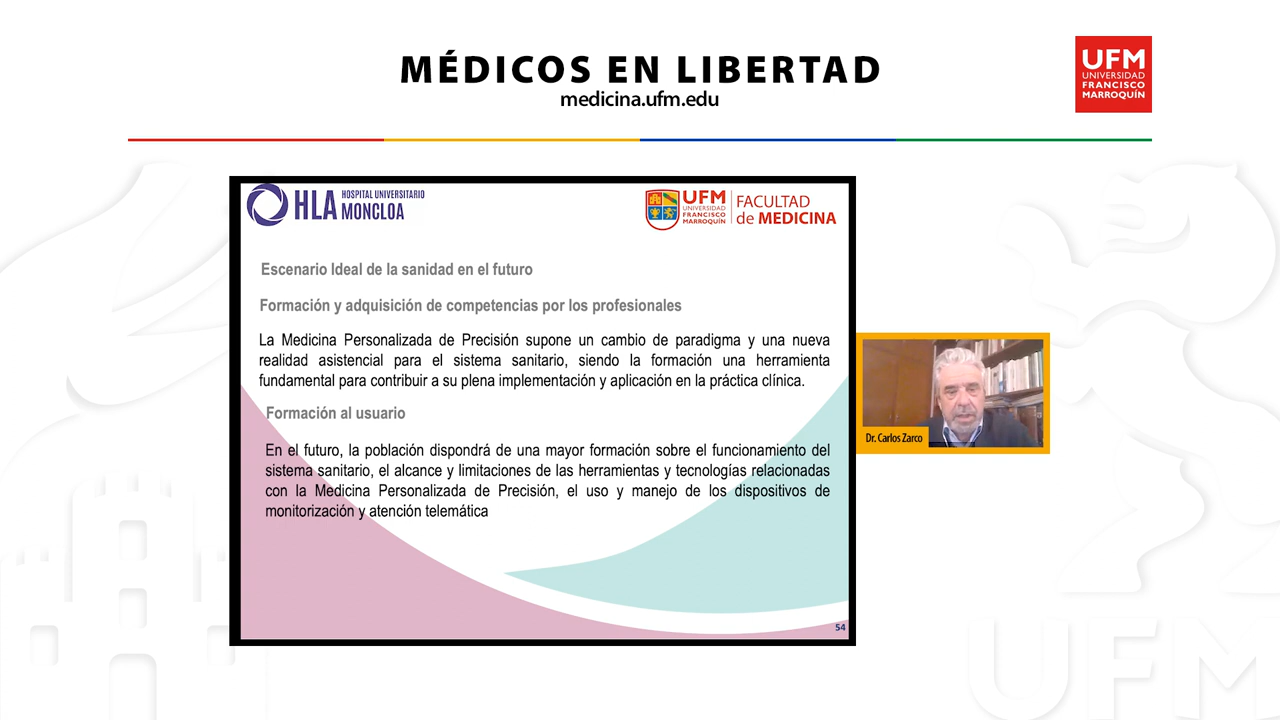 MÉDICOS EN LIBERTAD
medicina.ufm.edu
UFM
UNIVERSIDAD
FRANCISCO
MARROQUÍN
HLA HOSPITAL UNIVERSITARIO
MONCLOA
UFM
UNIVERSIDAD
FRANCISCO
MARROQUÍN
FACULTAD
de MEDICINA
Escenario Ideal de la sanidad en el futuro
Formación y adquisición de competencias por los profesionales
La Medicina Personalizada de Precisión supone un cambio de paradigma y una nueva
realidad asistencial para el sistema sanitario, siendo la formación una herramienta
fundamental para contribuir a su plena implementación y aplicación en la práctica clínica.
Formación al usuario
En el futuro, la población dispondrá de una mayor formación sobre el funcionamiento del
sistema sanitario, el alcance y limitaciones de las herramientas y tecnologías relacionadas
con la Medicina Personalizada de Precisión, el uso y manejo de los dispositivos de
monitorización y atención telemática
54
Dr. Carlos Zarco
UFM